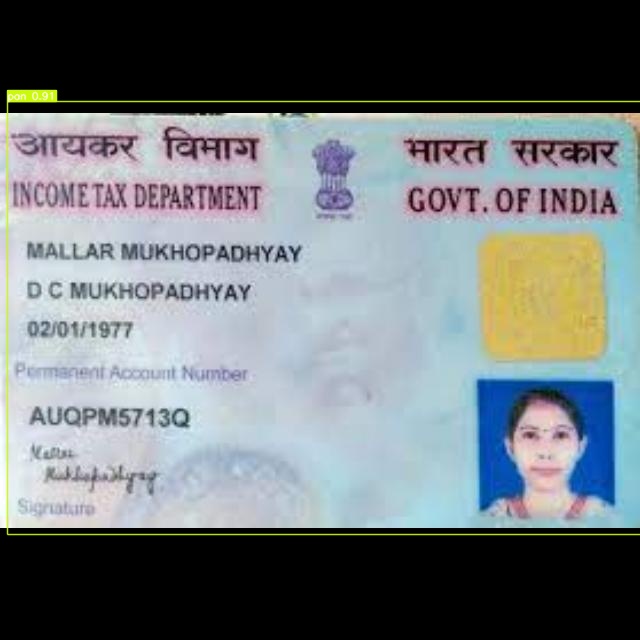 pan 0.91
आयकर विभाग
भारत सरकार
INCOME TAX DEPARTMENT
GOVT. OF INDIA
MALLAR MUKHOPADHYAY
D C MUKHOPADHYAY
02/01/1977
Permanent Account Number
AUQPM5713Q
Mallar
Mukhopadhyay
Signature